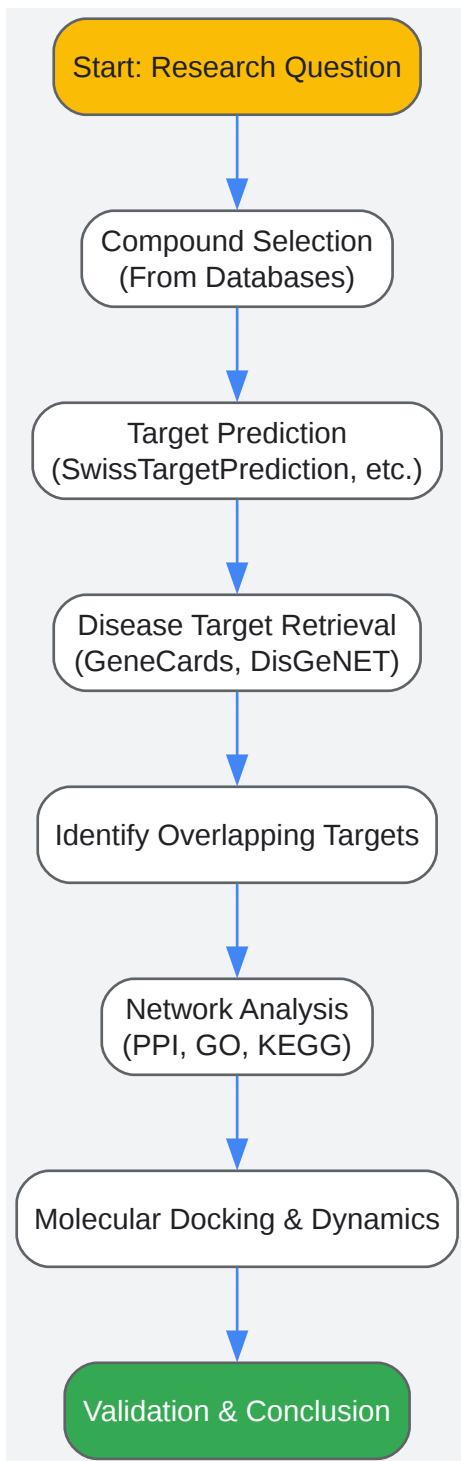 Start: Research Question
Compound Selection
(From Databases)
Target Prediction
(SwissTargetPrediction, etc.)
Disease Target Retrieval
(GeneCards, DisGeNET)
Identify Overlapping Targets
Network Analysis
(PPI, GO, KEGG)
Molecular Docking & Dynamics
Validation & Conclusion